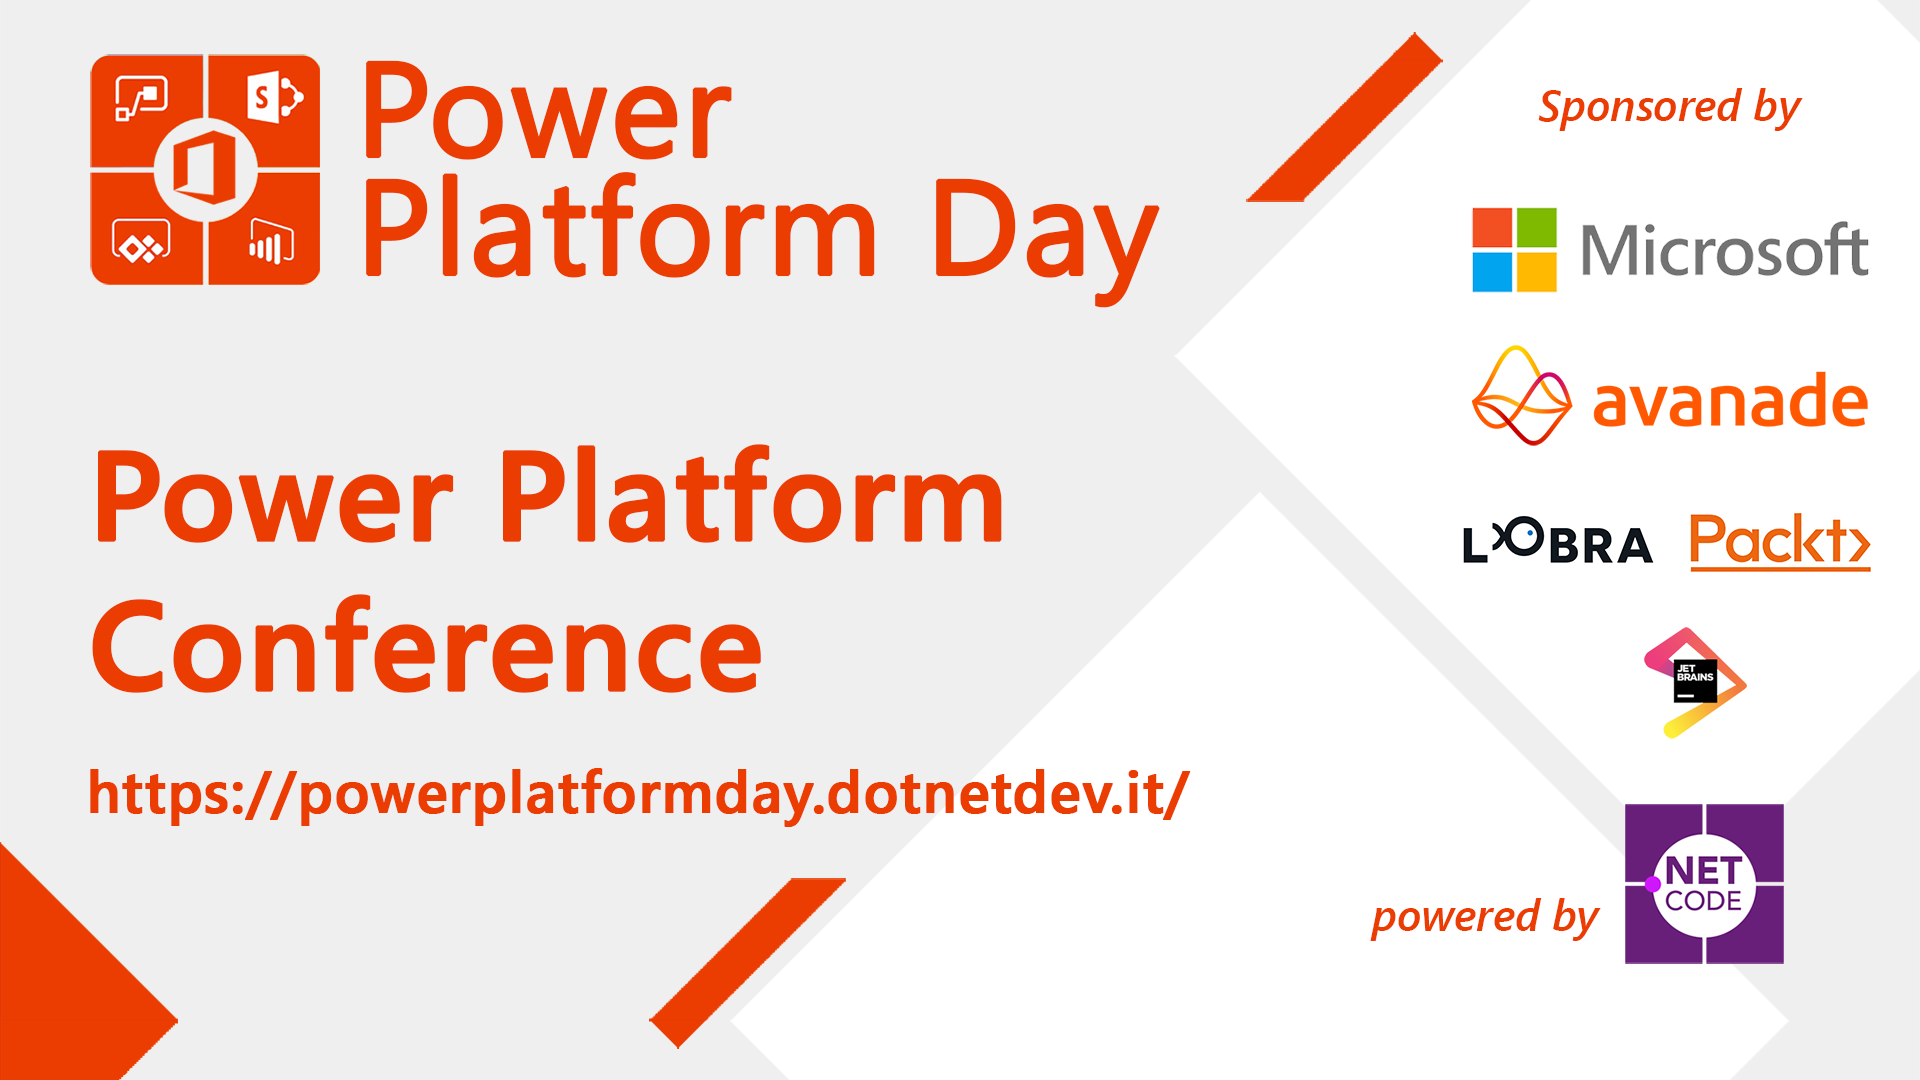 Power
Platform Day
S
Power Platform
Conference
https://powerplatformday.dotnetdev.it/
Sponsored by
Microsoft
avanade
LOBRA
Packt>
JET
BRAINS
powered by
.NET
CODE